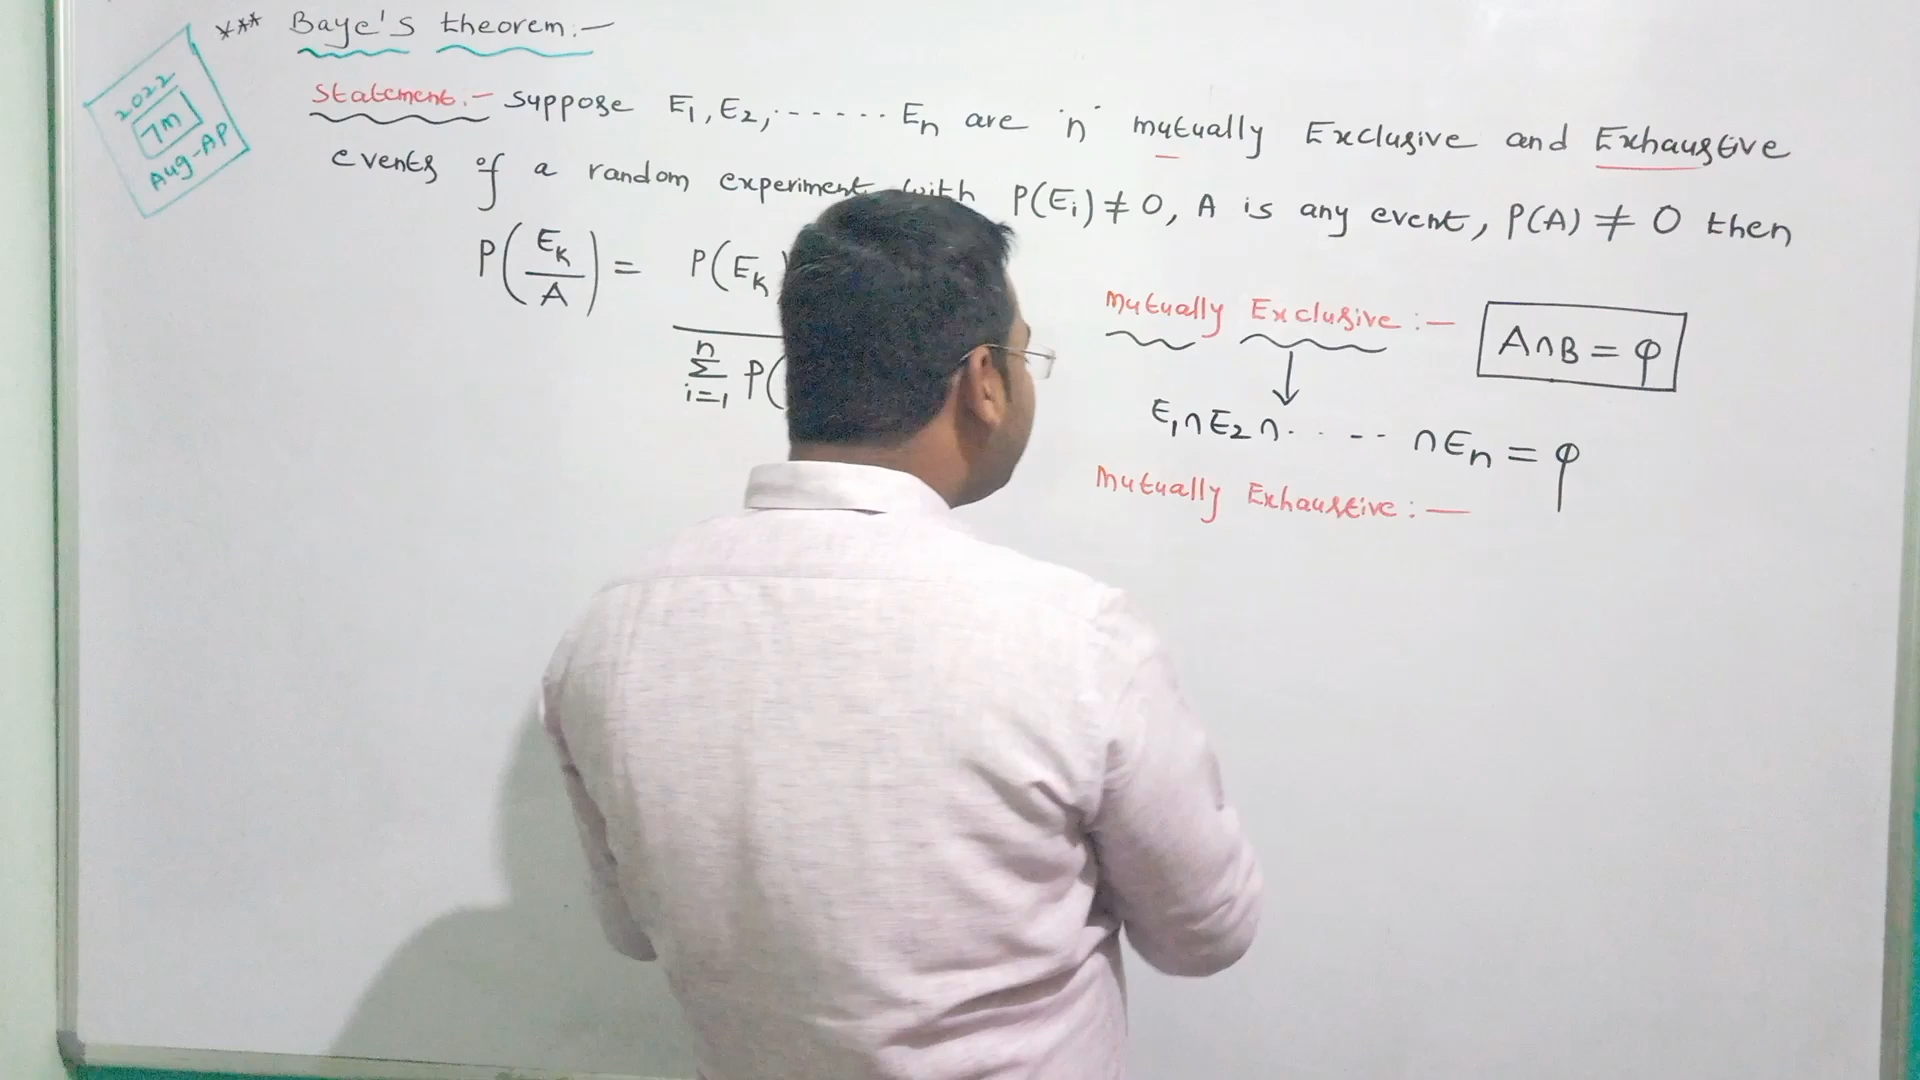 *** Baye's theorem:-
2022
7m
Aug-AP
Statement:- Suppose E₁, E₂, ------ Eₙ are 'n' mutually Exclusive and Exhaustive
events of a random experiment with P(Eᵢ) ≠ 0, A is any event, P(A) ≠ 0 then
P(Eₖ/A) = P(Eₖ
n
Σ P(
i=1
Mutually Exclusive :- A∩B = φ
E₁∩E₂∩ - - - - ∩Eₙ = φ
Mutually Exhaustive :-